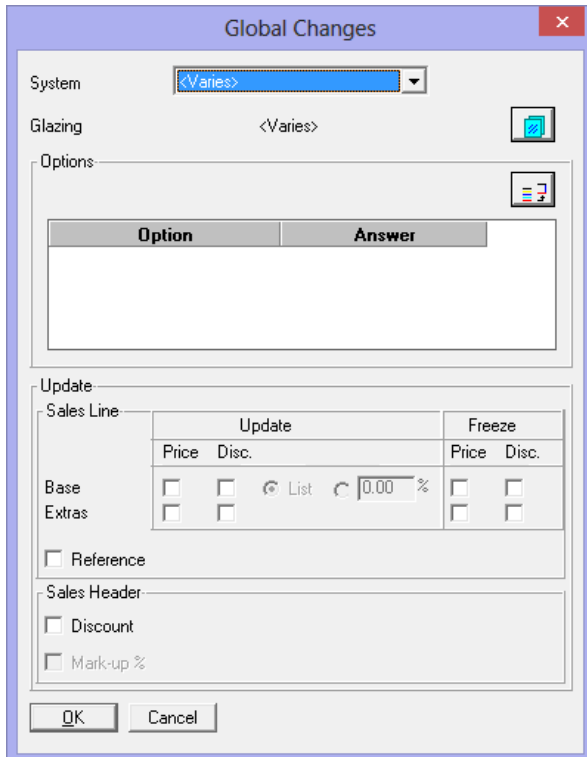 Global Changes
System <Varies>
Glazing <Varies>
Options
Option Answer
Update
Sales Line Update Freeze
Price Disc. Price Disc.
Base List 0.00 %
Extras
Reference
Sales Header
Discount
Mark-up %
OK Cancel